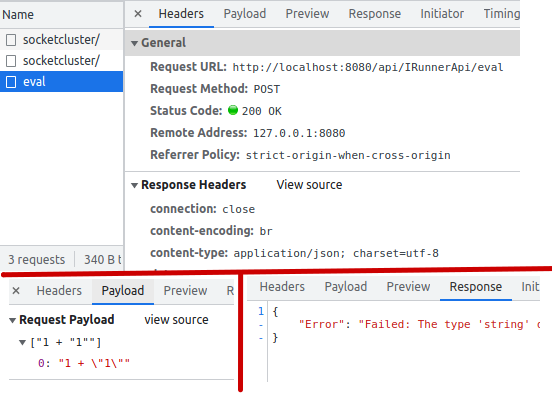 Name
socketcluster/
socketcluster/
eval
3 requests 340 B t
× Headers Payload Preview Response Initiator Timing
General
Request URL: http://localhost:8080/api/IRunnerApi/eval
Request Method: POST
Status Code: 200 OK
Remote Address: 127.0.0.1:8080
Referrer Policy: strict-origin-when-cross-origin
Response Headers View source
connection: close
content-encoding: br
content-type: application/json; charset=utf-8
× Headers Payload Preview R
Request Payload view source
["1 + "1""]
0: "1 + \"1\""
Headers Payload Preview Response Init
1 {
- "Error": "Failed: The type 'string'
- }